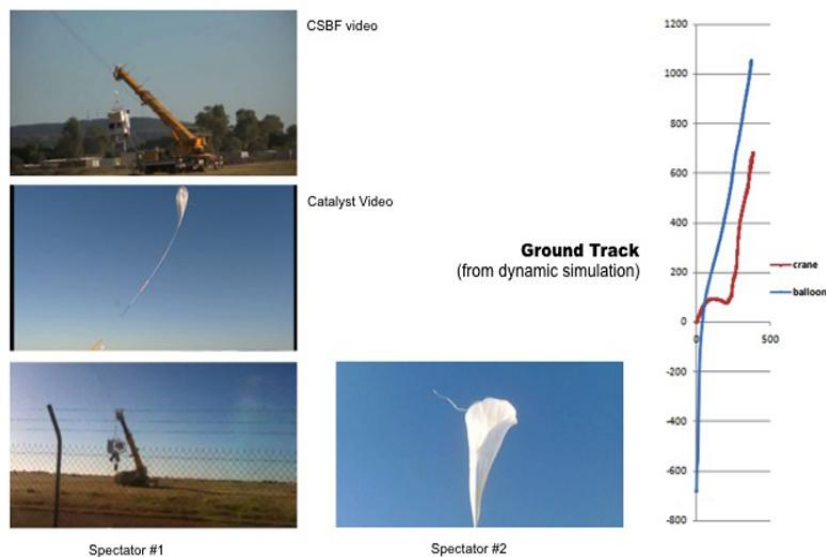 CSBF video
Catalyst Video
Ground Track
(from dynamic simulation)
Spectator #1
Spectator #2
1200
1000
800
600
400
200
0
-200
-400
-600
-800
0
500
crane
balloon